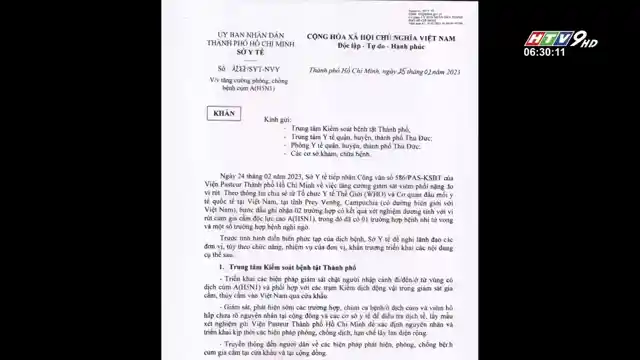 HTV9 HD
06:30:11
ỦY BAN NHÂN DÂN
THÀNH PHỐ HỒ CHÍ MINH
SỞ Y TẾ
CỘNG HÒA XÃ HỘI CHỦ NGHĨA VIỆT NAM
Độc lập - Tự do - Hạnh phúc
Số /SYT-NVY
V/v tăng cường phòng, chống
bệnh cúm A(H5N1)
Thành phố Hồ Chí Minh, ngày 25 tháng 02 năm 2023
KHẨN
Kính gửi:
- Trung tâm Kiểm soát bệnh tật Thành phố,
- Trung tâm Y tế quận, huyện, thành phố Thủ Đức;
- Phòng Y tế quận, huyện, thành phố Thủ Đức;
- Các cơ sở khám, chữa bệnh.
Ngày 24 tháng 02 năm 2023, Sở Y tế tiếp nhận Công văn số 586/PAS-KSBT của
Viện Pasteur Thành phố Hồ Chí Minh về việc tăng cường giám sát viêm phổi nặng do
vi rút. Theo thông tin chia sẻ từ Tổ chức Y tế Thế Giới (WHO) và Cơ quan đầu mối y
tế quốc tế tại Việt Nam, tại tỉnh Prey Venhg, Campuchia (có đường biên giới với
Việt Nam), bước đầu ghi nhận 02 trường hợp có kết quả xét nghiệm dương tính với vi
rút cúm gia cầm độc lực cao A(H5N1), trong đó đã có 01 trường hợp bệnh nhi tử vong
và một số trường hợp bệnh nghi ngờ.
Trước tình hình diễn biến phức tạp của dịch bệnh, Sở Y tế đề nghị lãnh đạo các
đơn vị, tùy theo chức năng, nhiệm vụ của đơn vị, khẩn trương triển khai các nội dung
cụ thể sau:
1. Trung tâm Kiểm soát bệnh tật Thành phố
- Triển khai các biện pháp giám sát chặt người nhập cảnh đi/đến/ở từ vùng có
dịch cúm A(H5N1) và phối hợp với các trạm Kiểm dịch động vật trong giám sát gia
cầm, thủy cầm vào Việt Nam qua cửa khẩu
- Giám sát, phát hiện sớm các trường hợp, chùm ca bệnh/ổ dịch cúm và viêm hô
hấp chưa rõ nguyên nhân tại cộng đồng và các cơ sở y tế để điều tra dịch tễ, lấy mẫu
xét nghiệm gửi Viện Pasteur Thành phố Hồ Chí Minh để xác định nguyên nhân và
triển khai kịp thời các biện pháp phòng, chống dịch, hạn chế lây lan diện rộng.
- Truyền thông đến người dân về các biện pháp phát hiện, phòng, chống bệnh
cúm gia cầm tại cửa khẩu và tại cộng đồng.